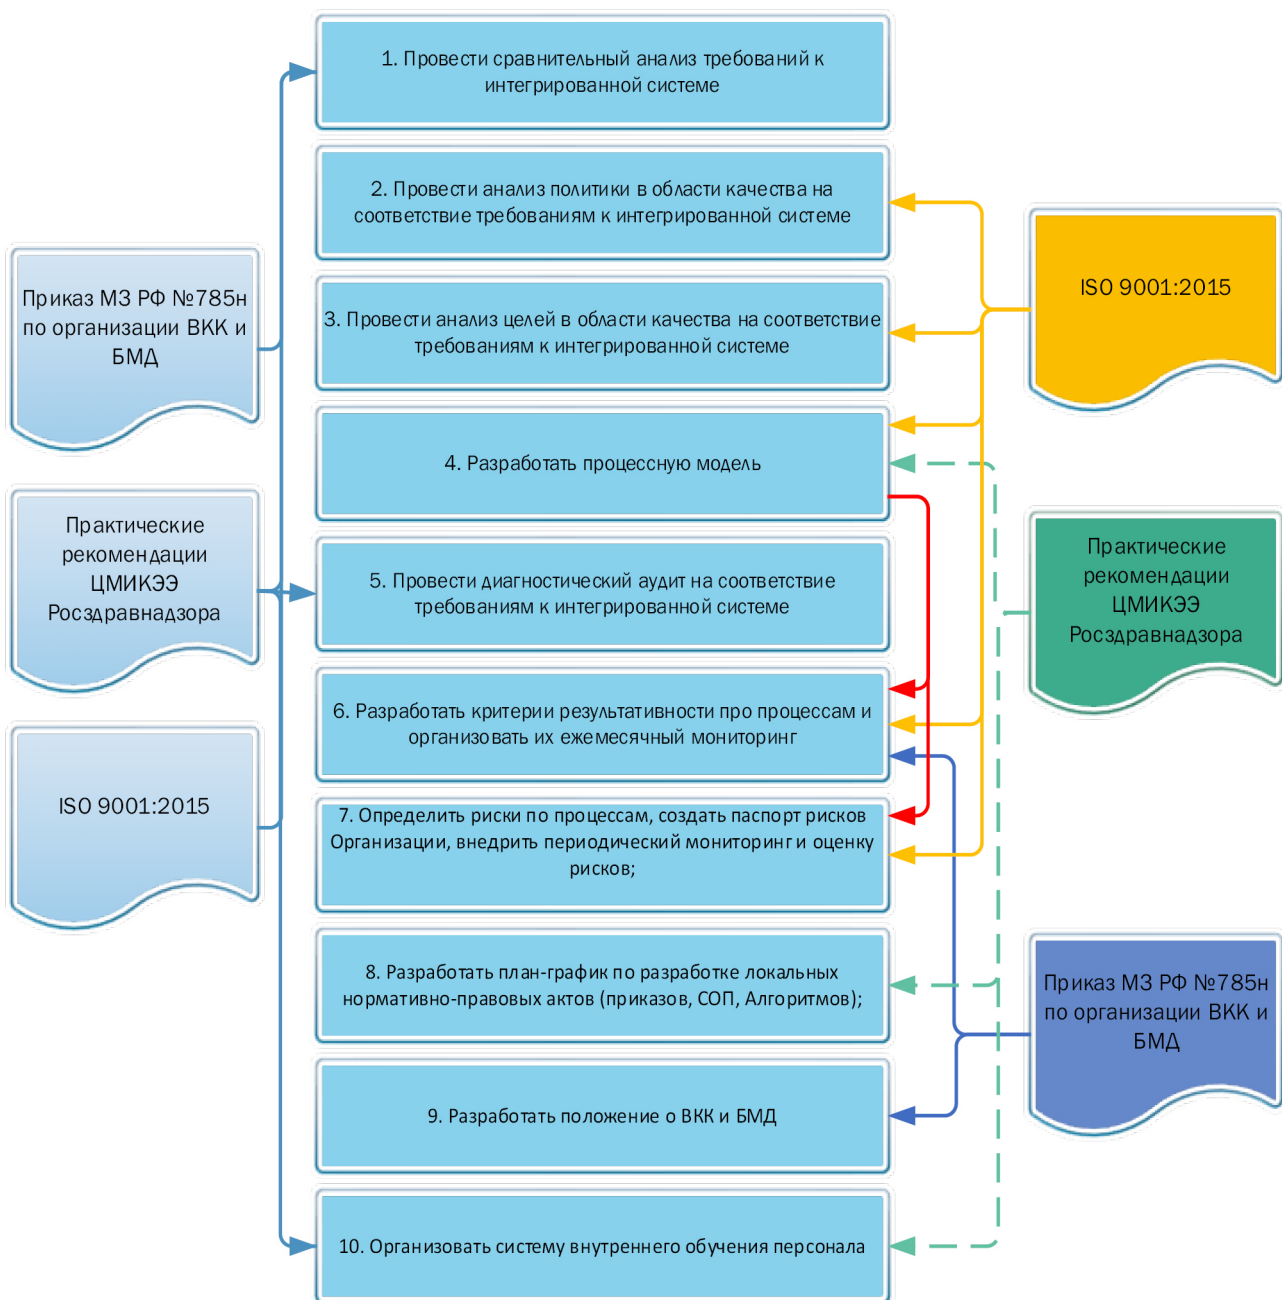 1. Провести сравнительный анализ требований к
интегрированной системе
2. Провести анализ политики в области качества на
соответствие требованиям к интегрированной системе
3. Провести анализ целей в области качества на соответствие
требованиям к интегрированной системе
4. Разработать процессную модель
5. Провести диагностический аудит на соответствие
требованиям к интегрированной системе
6. Разработать критерии результативности про процессам и
организовать их ежемесячный мониторинг
7. Определить риски по процессам, создать паспорт рисков
Организации, внедрить периодический мониторинг и оценку
рисков;
8. Разработать план-график по разработке локальных
нормативно-правовых актов (приказов, СОП, Алгоритмов);
9. Разработать положение о ВКК и БМД
10. Организовать систему внутреннего обучения персонала
Приказ МЗ РФ №785н
по организации ВКК и
БМД
Практические
рекомендации
ЦМИКЭЭ
Росздравнадзора
ISO 9001:2015
ISO 9001:2015
Практические
рекомендации
ЦМИКЭЭ
Росздравнадзора
Приказ МЗ РФ №785н
по организации ВКК и
БМД